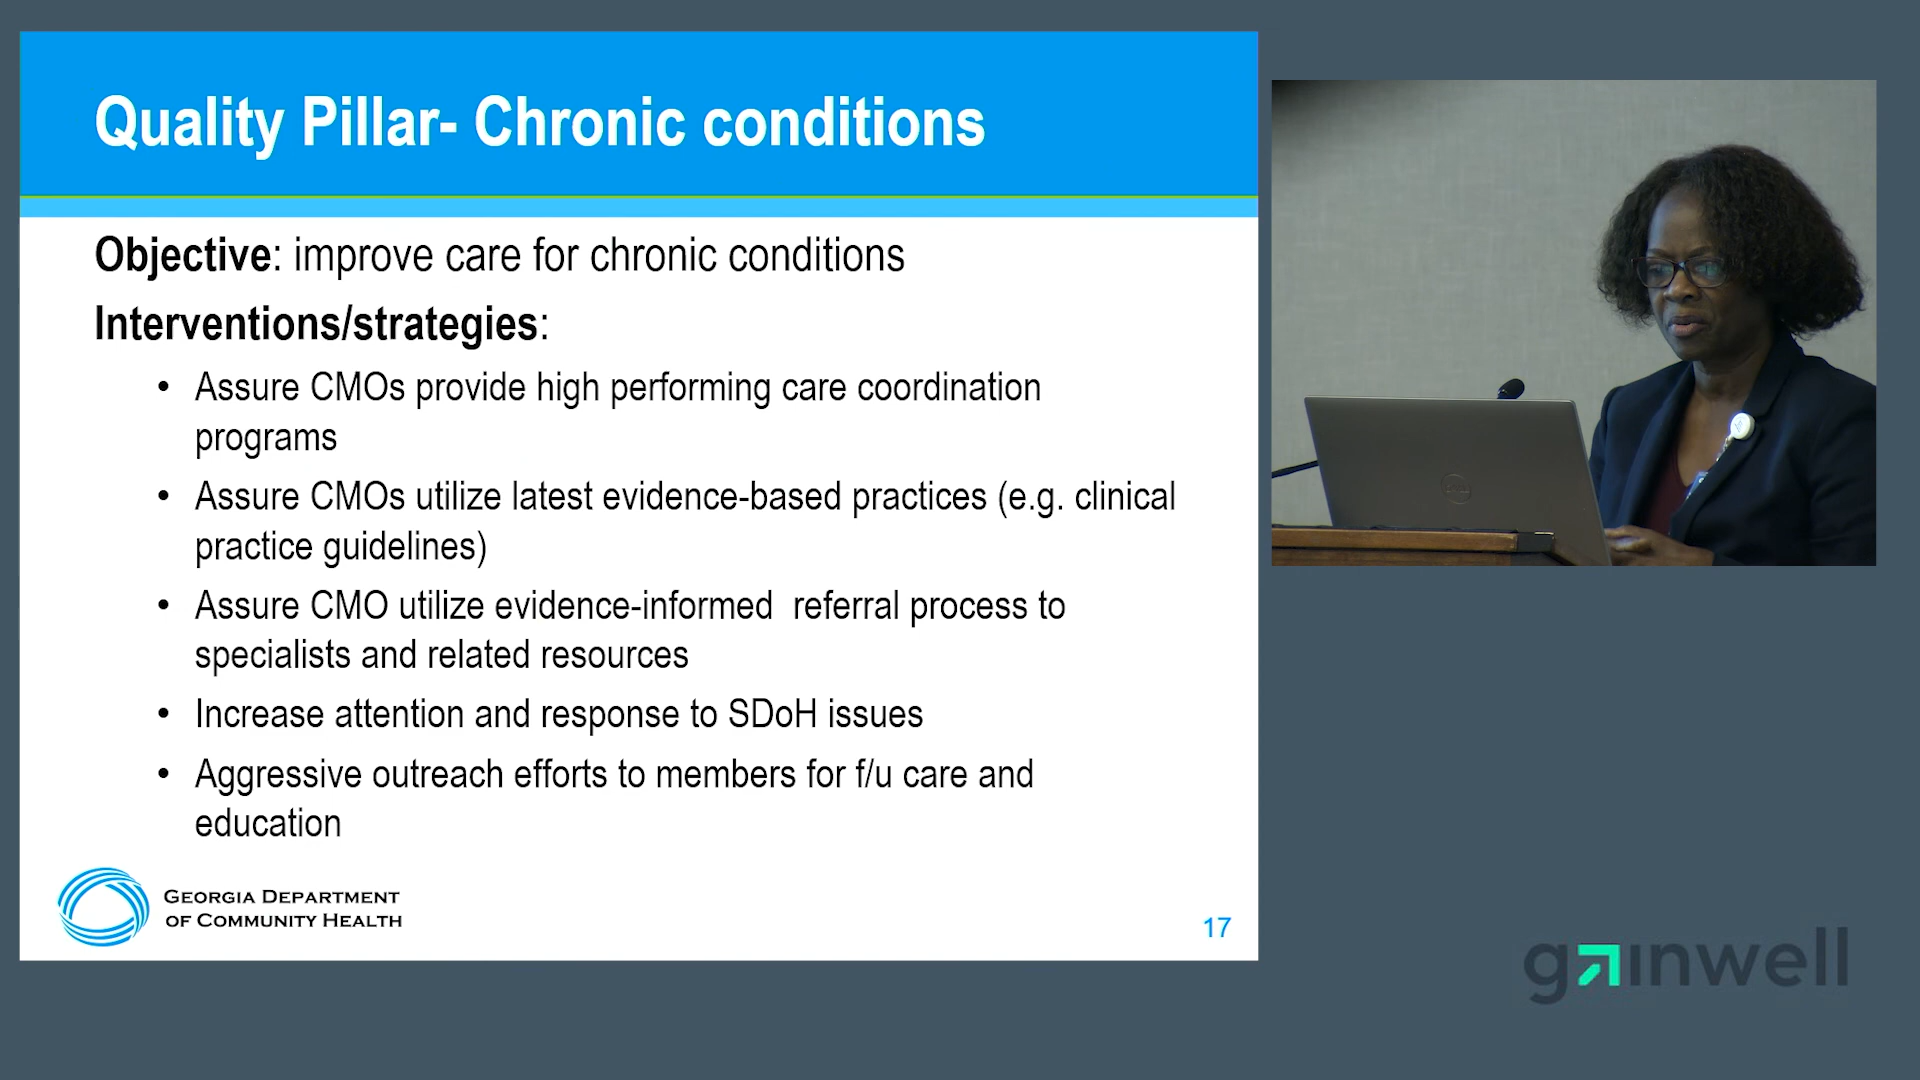 Quality Pillar- Chronic conditions
Objective: improve care for chronic conditions
Interventions/strategies:
• Assure CMOs provide high performing care coordination
programs
• Assure CMOs utilize latest evidence-based practices (e.g. clinical
practice guidelines)
• Assure CMO utilize evidence-informed  referral process to
specialists and related resources
• Increase attention and response to SDoH issues
• Aggressive outreach efforts to members for f/u care and
education
GEORGIA DEPARTMENT
OF COMMUNITY HEALTH
17
gainwell